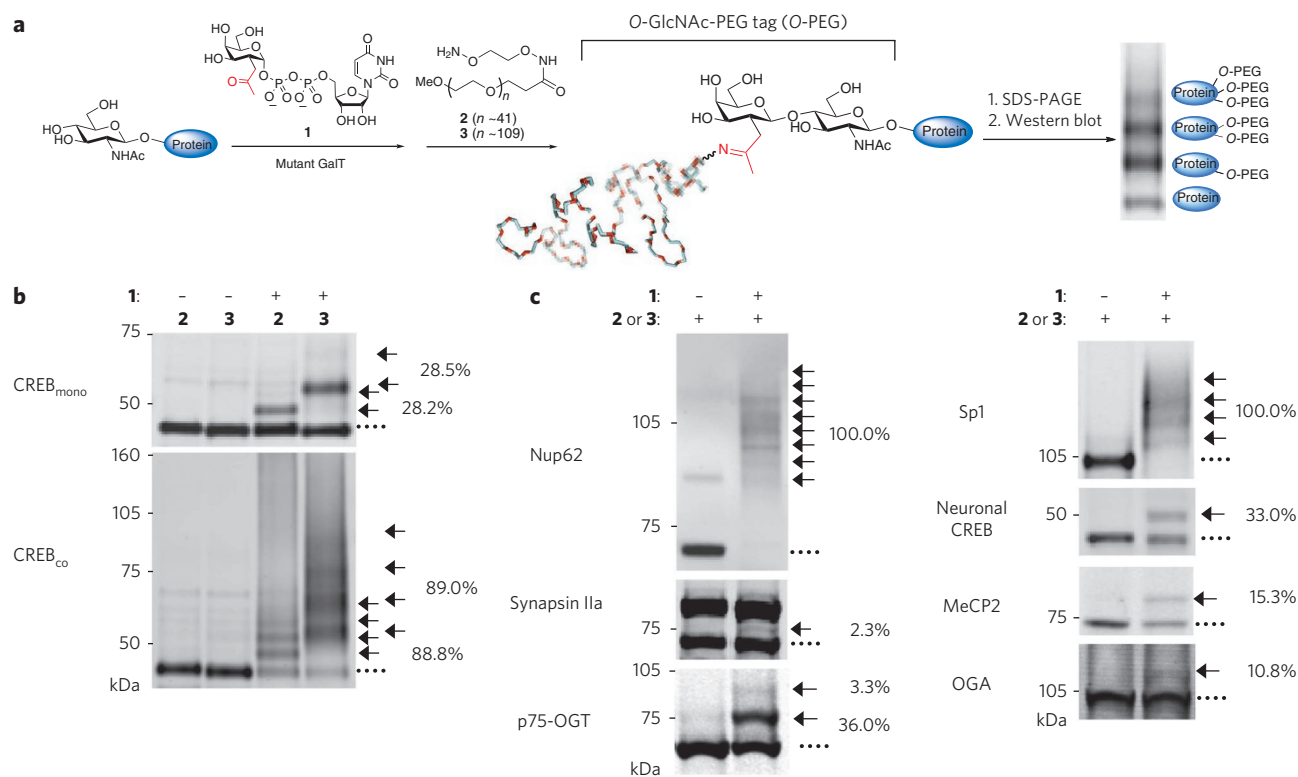 a
O-GlcNAc-PEG tag (O-PEG)
HO OH
O
HO
O
O
P
O
P
O
O
O
O
N
NH
O
O
HO OH
1
H₂N
O
O
NH
MeO
O
n
O
2 (n ~41)
3 (n ~109)
HO
HO
OH
O
O
NHAc
Protein
Mutant GalT
HO OH
HO
O
O
HO
OH
O
O
NHAc
Protein
N
1. SDS-PAGE
2. Western blot
O-PEG
Protein
O-PEG
O-PEG
Protein
O-PEG
O-PEG
Protein
O-PEG
Protein
b
1: – – + +
2 3 2 3
75
CREBmono
50
28.5%
28.2%
160
105
CREBco
75
50
kDa
89.0%
88.8%
c
1: – +
2 or 3: + +
105
Nup62
75
100.0%
Synapsin IIa
75
2.3%
105
p75-OGT
75
kDa
3.3%
36.0%
1: – +
2 or 3: + +
Sp1
105
100.0%
Neuronal
CREB
50
33.0%
MeCP2
75
15.3%
OGA
105
kDa
10.8%